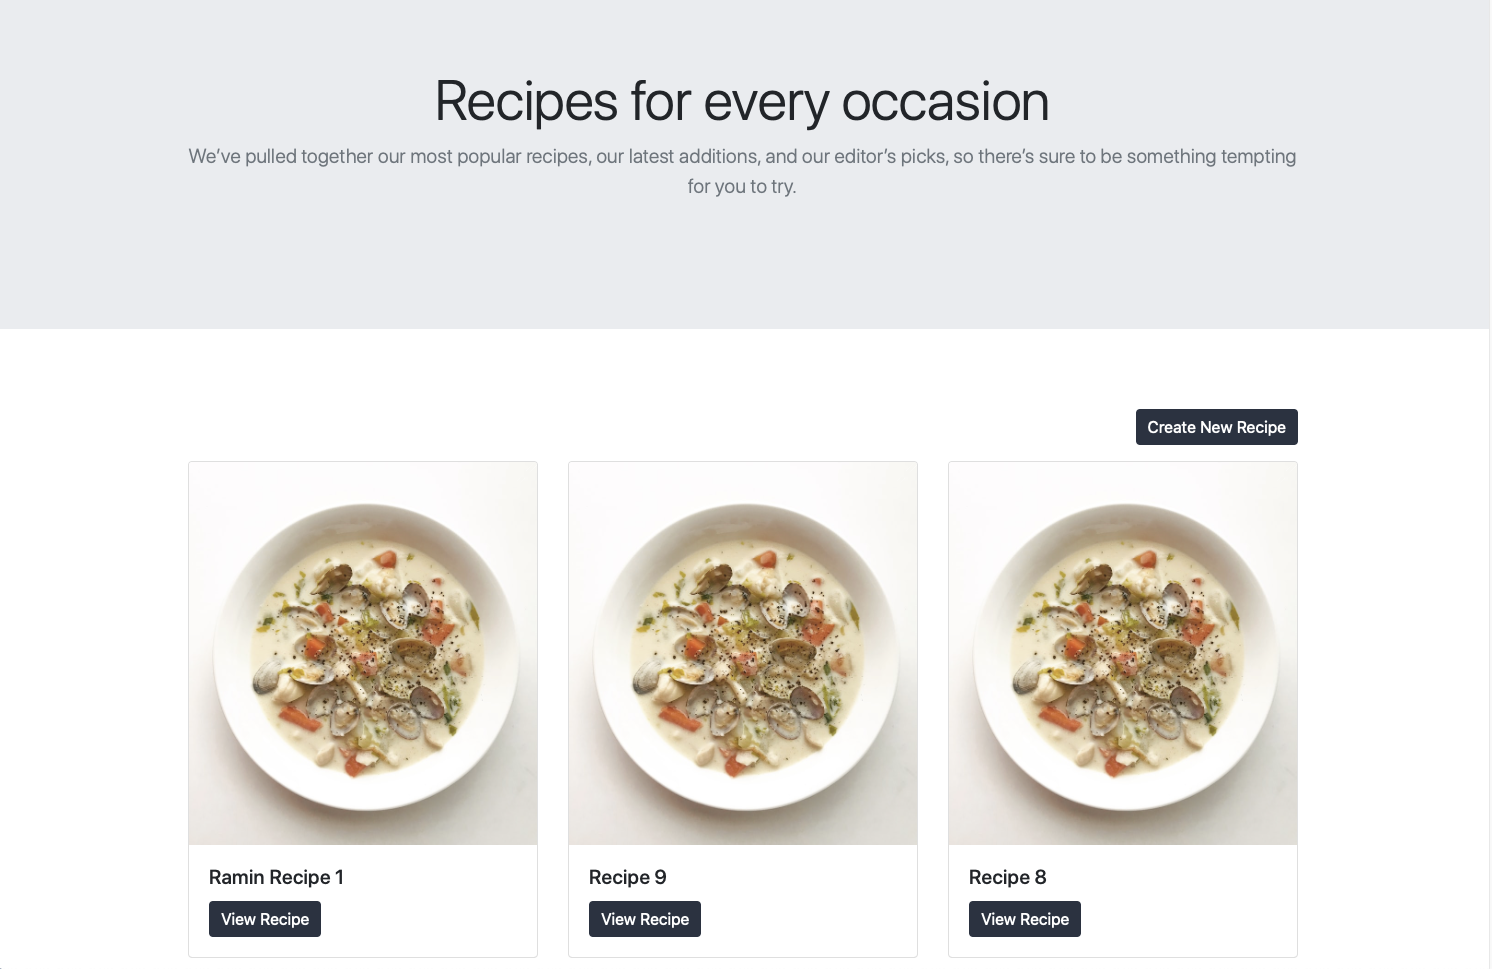 Recipes for every occasion
We’ve pulled together our most popular recipes, our latest additions, and our editor’s picks, so there’s sure to be something tempting
for you to try.
Create New Recipe
Ramin Recipe 1
View Recipe
Recipe 9
View Recipe
Recipe 8
View Recipe